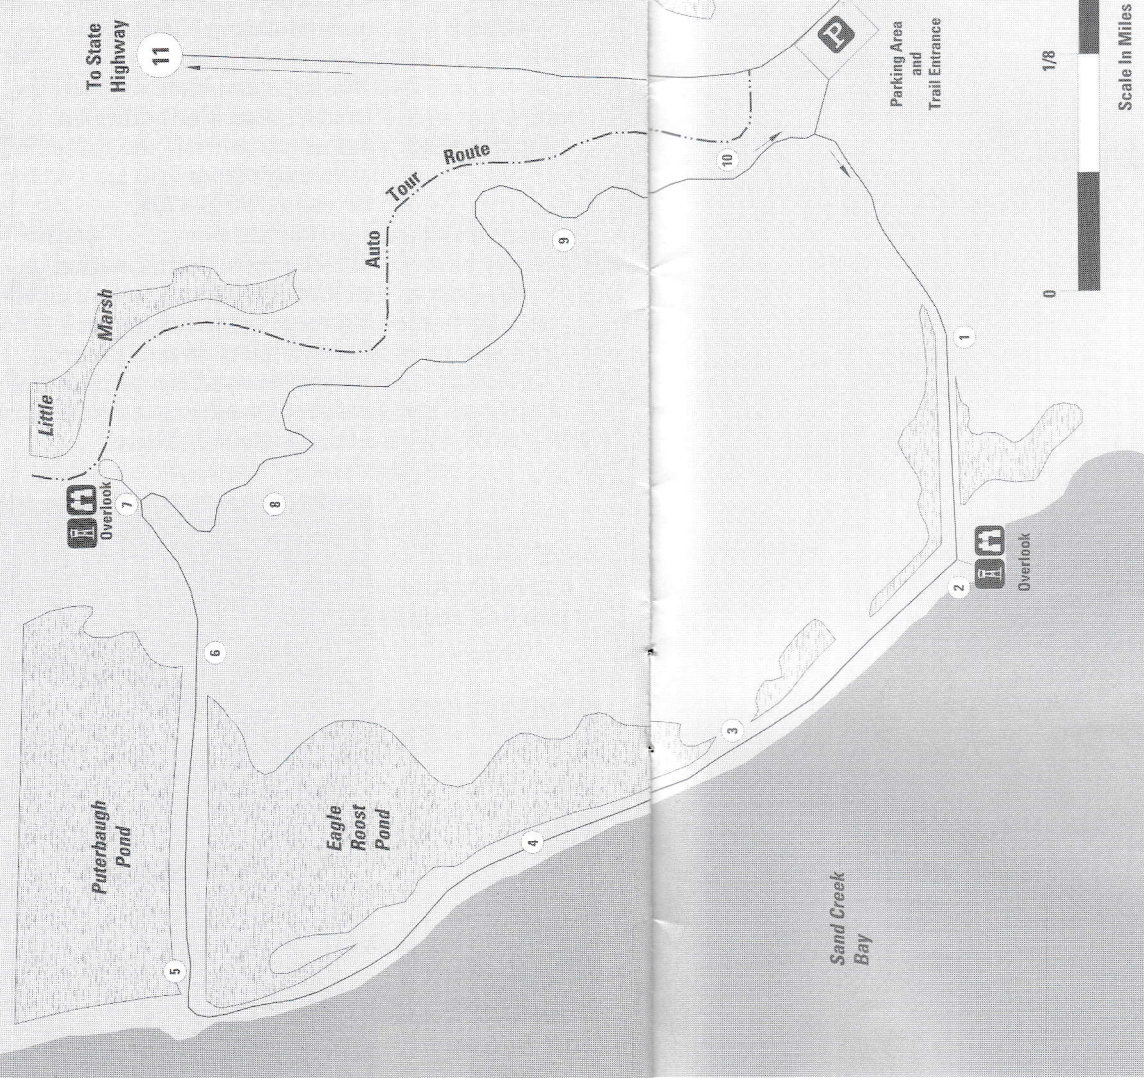 To State
Highway
11
Parking Area
and
Trail Entrance
P
1/8
0
Scale In Miles
Auto Tour Route
Little Marsh
Overlook
Overlook
Puterbaugh
Pond
Eagle
Roost
Pond
Sand Creek
Bay
1
2
3
4
5
6
7
8
9
10